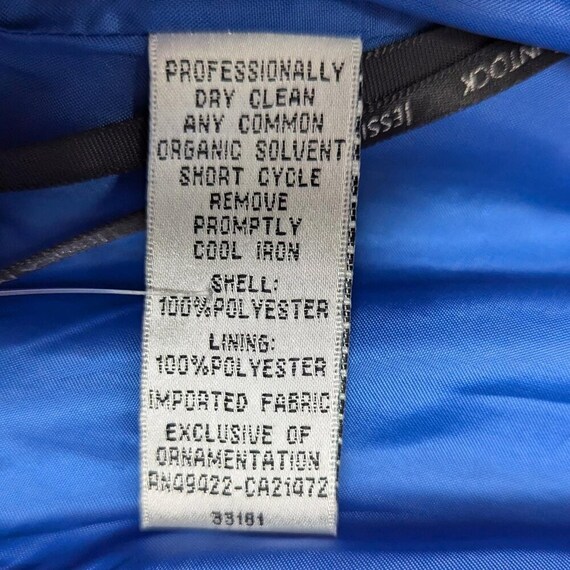 PROFESSIONALLY
DRY CLEAN
ANY COMMON
ORGANIC SOLVENT
SHORT CYCLE
REMOVE
PROMPTLY
COOL IRON
SHELL:
100%POLYESTER
LINING:
100%POLYESTER
IMPORTED FABRIC
EXCLUSIVE OF
ORNAMENTATION
RN49422-CA21472
33181